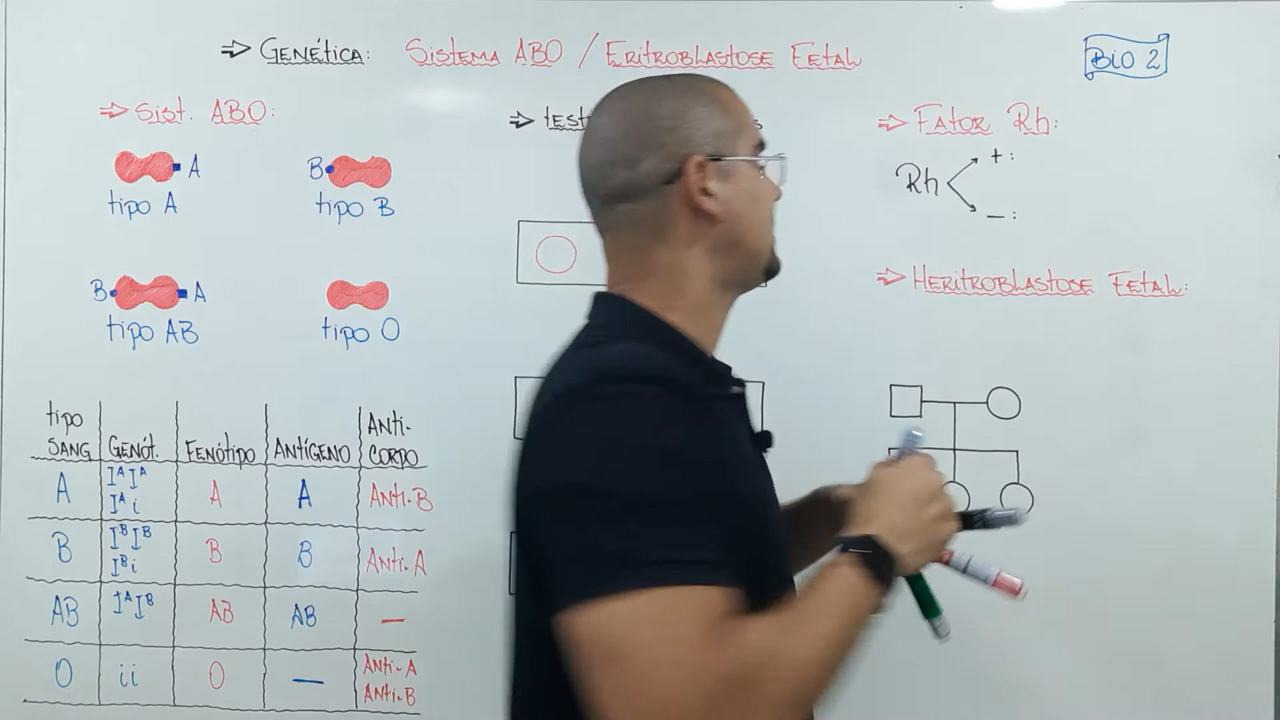 ⇒ GENÉTICA: SISTEMA ABO / ERITROBLASTOSE FETAL
BIO 2
⇒ SIST. ABO:
A
tipo A
B
tipo B
B A
tipo AB
tipo O
tipo SANG GENÓT. FENÓTIPO ANTÍGENO ANTI-CORPO
A IᴬIᴬ Iᴬi A A ANTI-B
B IᴮIᴮ Iᴮi B B ANTI-A
AB IᴬIᴮ AB AB —
O ii O — ANTI-A ANTI-B
⇒ FATOR Rh:
Rh + :
— :
⇒ HERITROBLASTOSE FETAL: